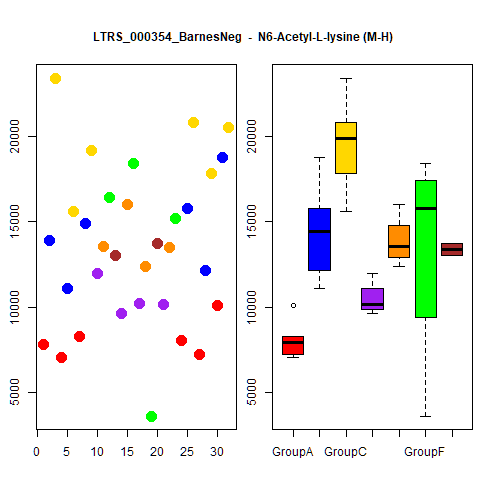 LTRS_000354_BarnesNeg - N6-Acetyl-L-lysine (M-H)
20000
15000
10000
5000
0 5 10 15 20 25 30
20000
15000
10000
5000
GroupA GroupC GroupF